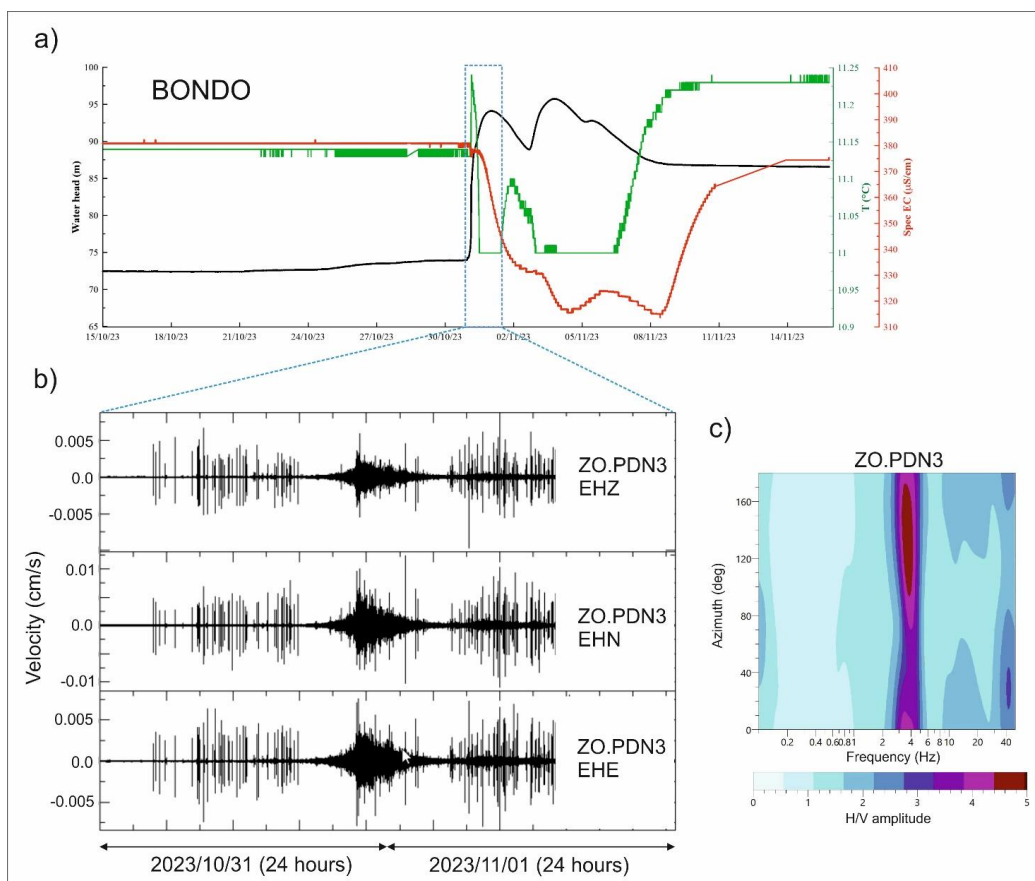 a)
BONDO
Water head (m)
100
95
90
85
80
75
70
65
15/10/23 18/10/23 21/10/23 24/10/23 27/10/23 30/10/23 02/11/23 05/11/23 08/11/23 11/11/23 14/11/23
11.25
11.2
11.15
11.1
11.05
11
10.95
10.9
T (°C)
410
400
390
380
370
360
350
340
330
320
310
Spec EC (µS/cm)
b)
Velocity (cm/s)
0.005
0.0
-0.005
ZO.PDN3
EHZ
0.01
0.0
-0.01
ZO.PDN3
EHN
0.005
0.0
-0.005
ZO.PDN3
EHE
2023/10/31 (24 hours) 2023/11/01 (24 hours)
c)
ZO.PDN3
Azimuth (deg)
160
120
80
40
0
0.2 0.4 0.60.81 2 4 6 810 20 40
Frequency (Hz)
0 1 2 3 4 5
H/V amplitude